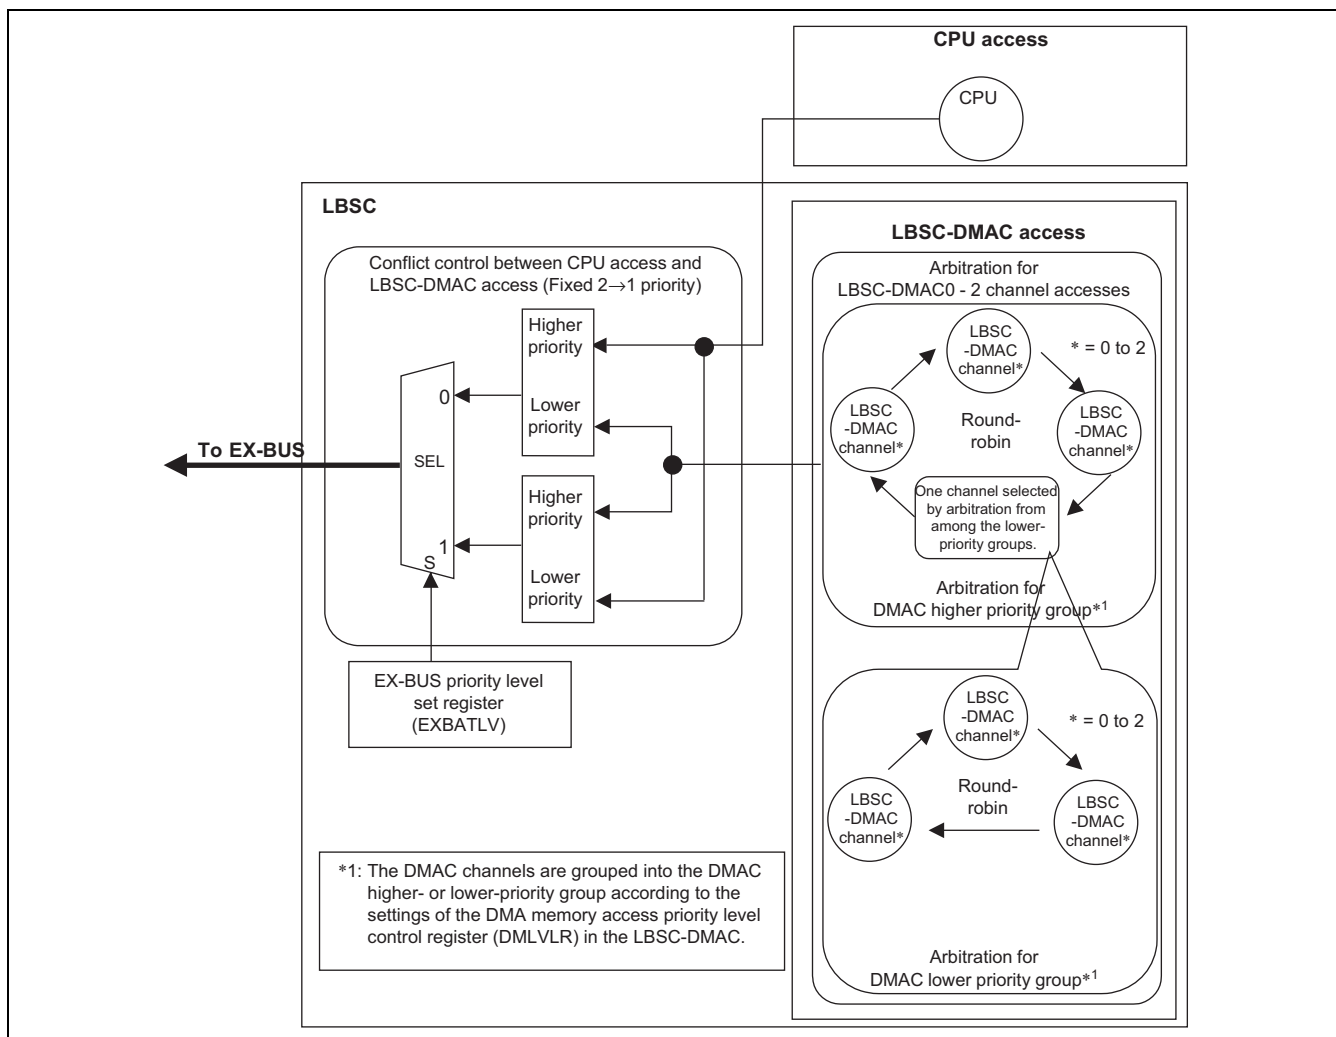 CPU access
CPU
LBSC
LBSC-DMAC access
Conflict control between CPU access and
LBSC-DMAC access (Fixed 2→1 priority)
Higher
priority
Lower
priority
0
SEL
To EX-BUS
Higher
priority
Lower
priority
1
S
EX-BUS priority level
set register
(EXBATLV)
Arbitration for
LBSC-DMAC0 - 2 channel accesses
LBSC
-DMAC
channel*
* = 0 to 2
LBSC
-DMAC
channel*
Round-
robin
LBSC
-DMAC
channel*
One channel selected
by arbitration from
among the lower-
priority groups.
Arbitration for
DMAC higher priority group*1
LBSC
-DMAC
channel*
* = 0 to 2
LBSC
-DMAC
channel*
Round-
robin
LBSC
-DMAC
channel*
Arbitration for
DMAC lower priority group*1
*1: The DMAC channels are grouped into the DMAC
higher- or lower-priority group according to the
settings of the DMA memory access priority level
control register (DMLVLR) in the LBSC-DMAC.